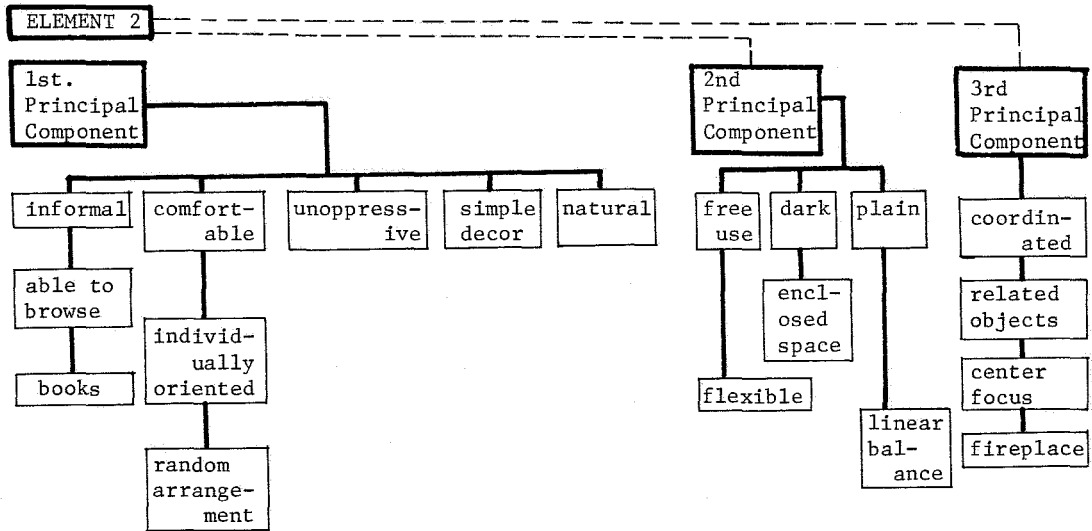 ELEMENT 2
1st.
Principal
Component
2nd
Principal
Component
3rd
Principal
Component
informal
comfort-
able
unoppress-
ive
simple
decor
natural
free
use
dark
plain
coordin-
ated
able to
browse
individ-
ually
oriented
encl-
osed
space
related
objects
books
flexible
center
focus
random
arrange-
ment
linear
bal-
ance
fireplace